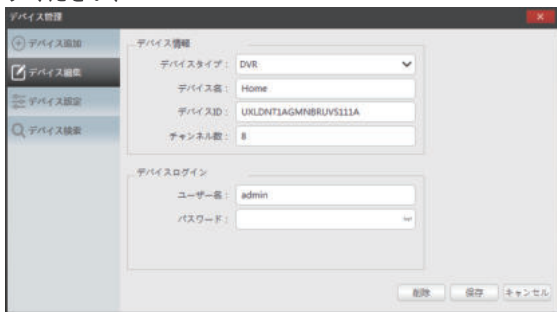 デバイス管理
デバイス追加
デバイス編集
デバイス設定
デバイス検索
デバイス情報
デバイスタイプ： DVR
デバイス名： Home
デバイスID： UXLDNT1AGMNBRUVS111A
チャンネル数： 8
デバイスログイン
ユーザー名： admin
パスワード：
削除 保存 キャンセル